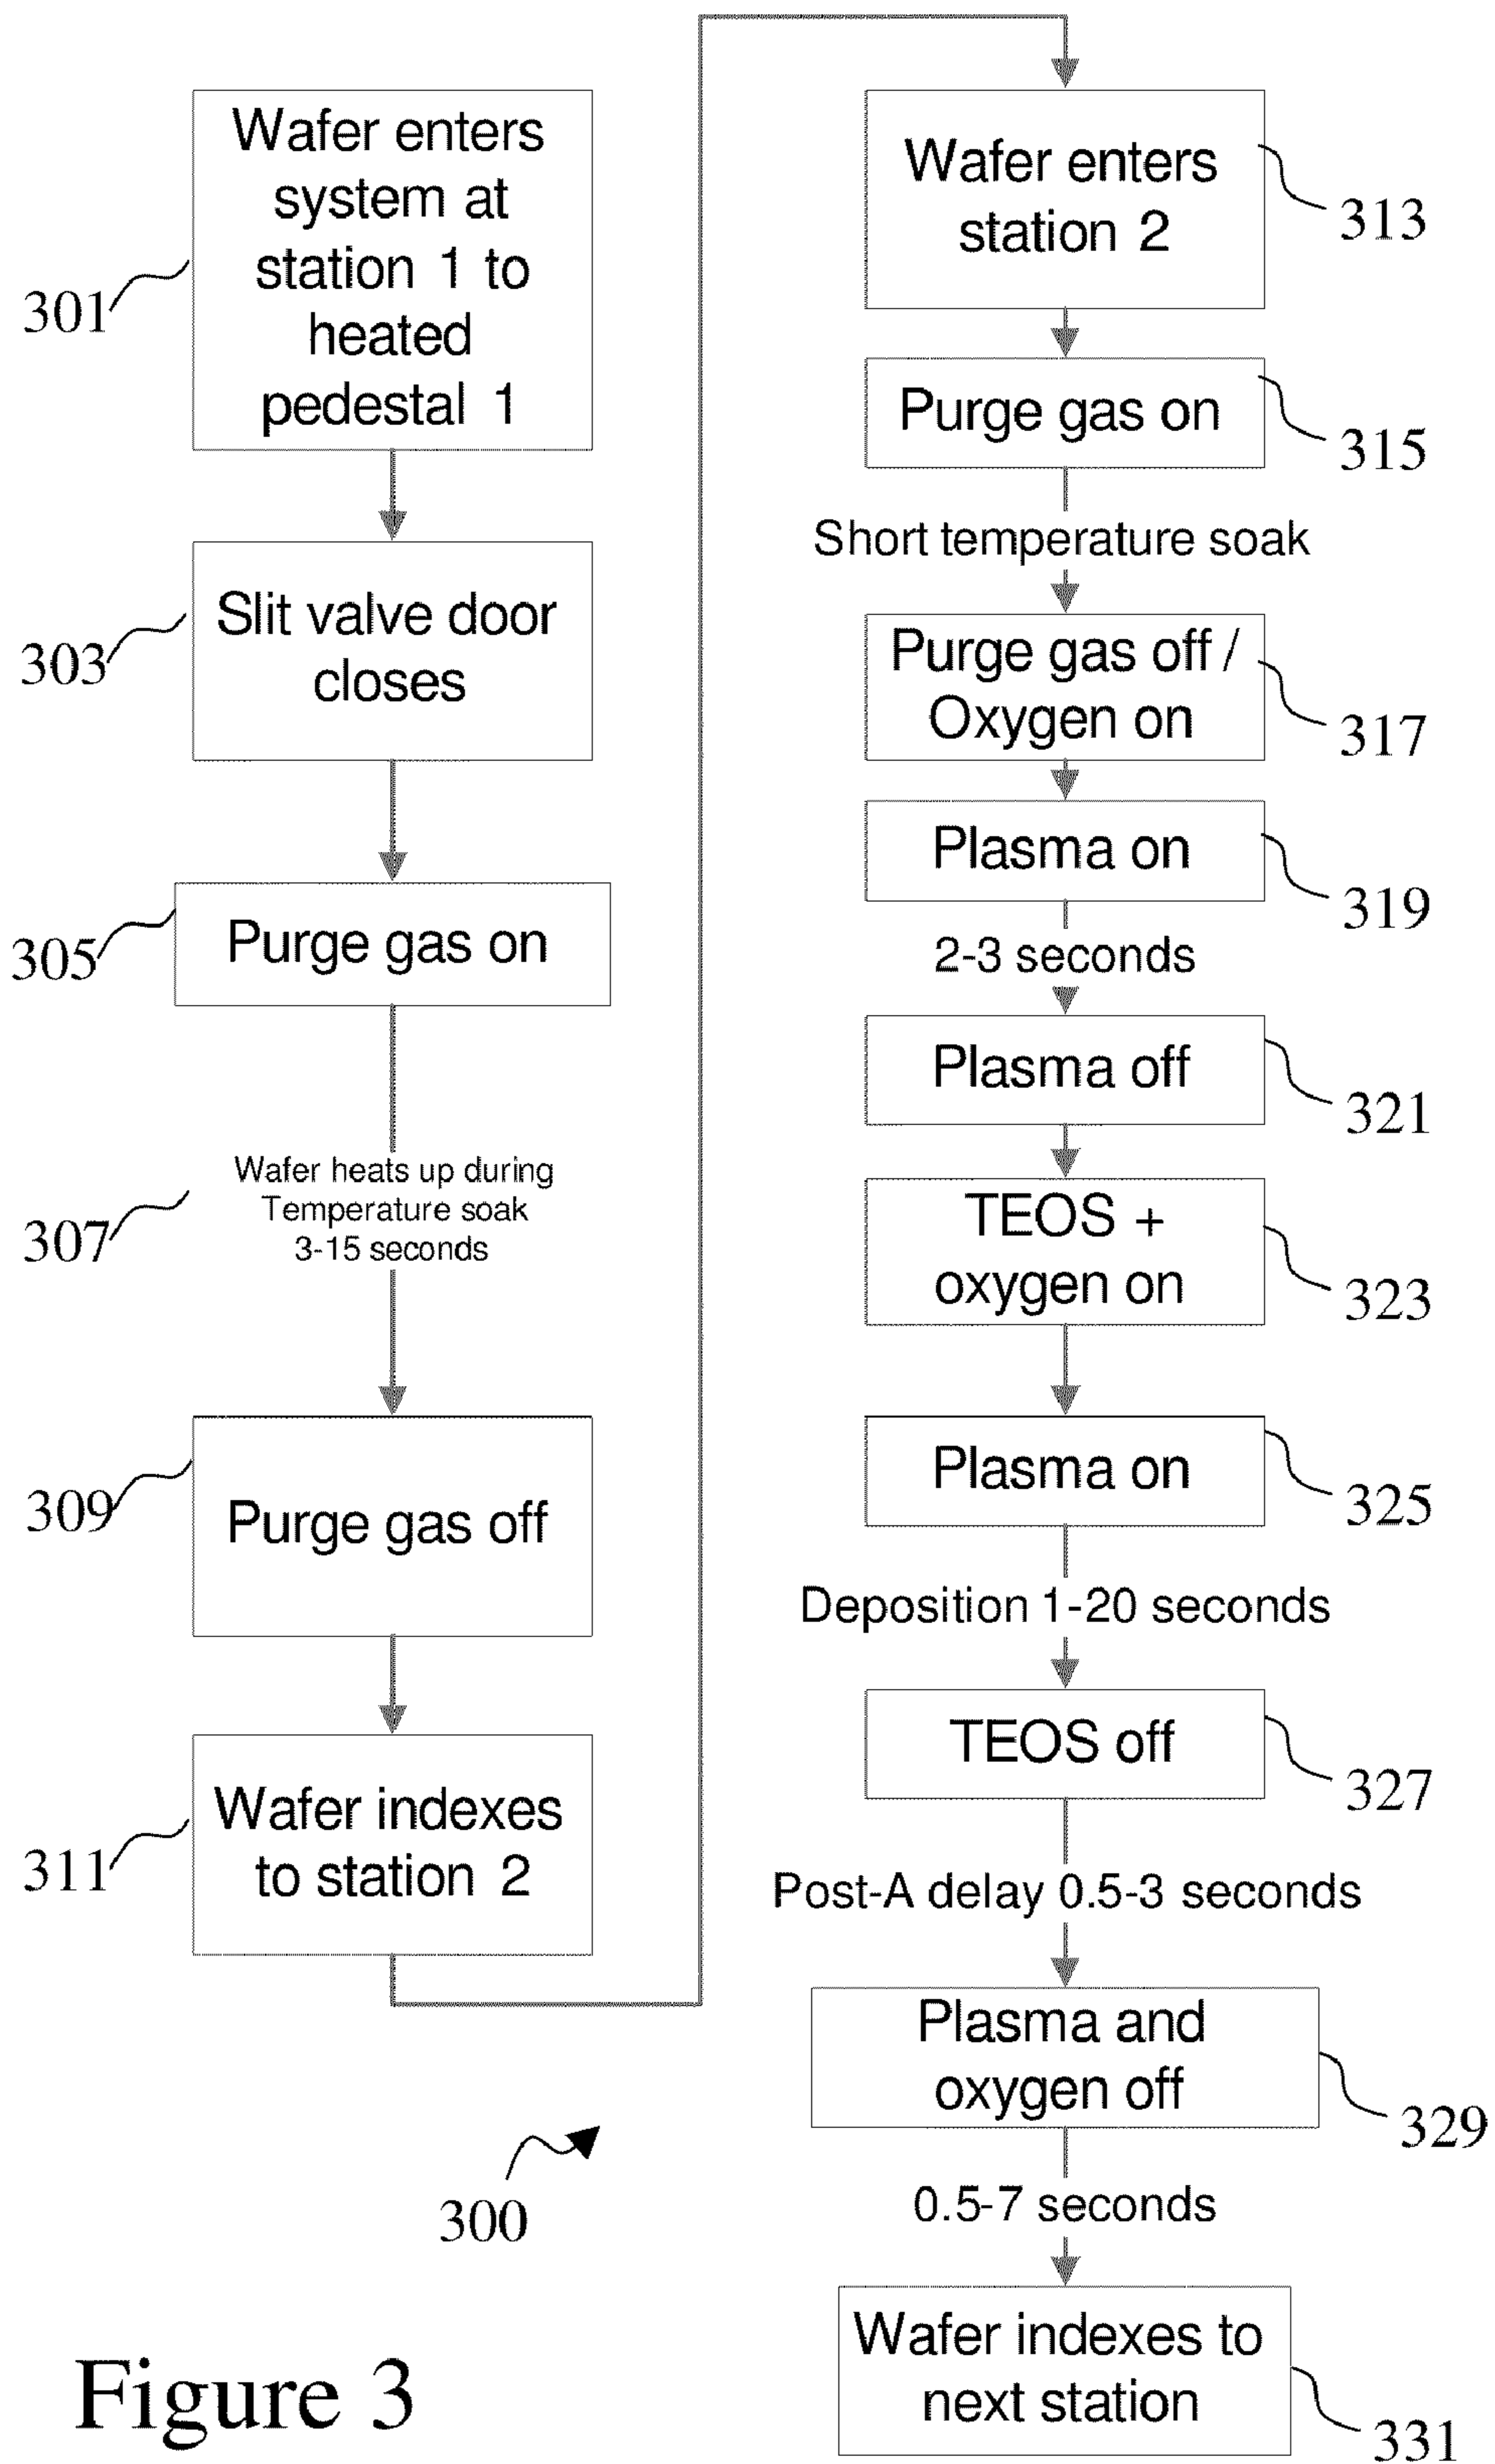 Wafer enters
system at
station 1 to
heated
pedestal 1
301
Slit valve door
closes
303
Purge gas on
305
Wafer heats up during
Temperature soak
3-15 seconds
307
Purge gas off
309
Wafer indexes
to station 2
311
Wafer enters
station 2
313
Purge gas on
315
Short temperature soak
Purge gas off /
Oxygen on
317
Plasma on
319
2-3 seconds
Plasma off
321
TEOS +
oxygen on
323
Plasma on
325
Deposition 1-20 seconds
TEOS off
327
Post-A delay 0.5-3 seconds
Plasma and
oxygen off
329
0.5-7 seconds
Wafer indexes to
next station
331
300
Figure 3